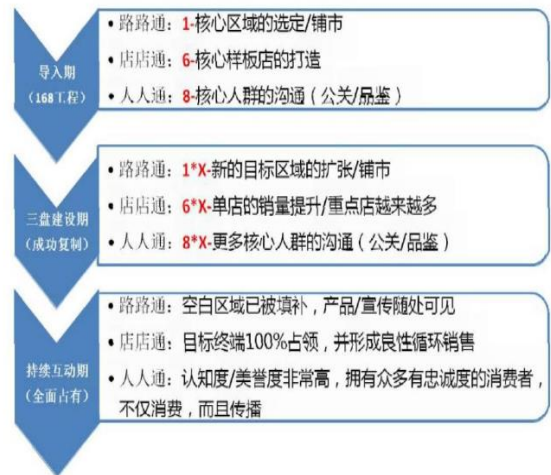 导入期
（168工程）
• 路路通：1-核心区域的选定/铺市
• 店店通：6-核心样板店的打造
• 人人通：8-核心人群的沟通（公关/品鉴）
三盘建设期
（成功复制）
• 路路通：1*X-新的目标区域的扩张/铺市
• 店店通：6*X-单店的销量提升/重点店越来越多
• 人人通：8*X-更多核心人群的沟通（公关/品鉴）
持续互动期
（全面占有）
• 路路通：空白区域已被填补，产品/宣传随处可见
• 店店通：目标终端100%占领，并形成良性循环销售
• 人人通：认知度/美誉度非常高，拥有众多有忠诚度的消费者，
不仅消费，而且传播